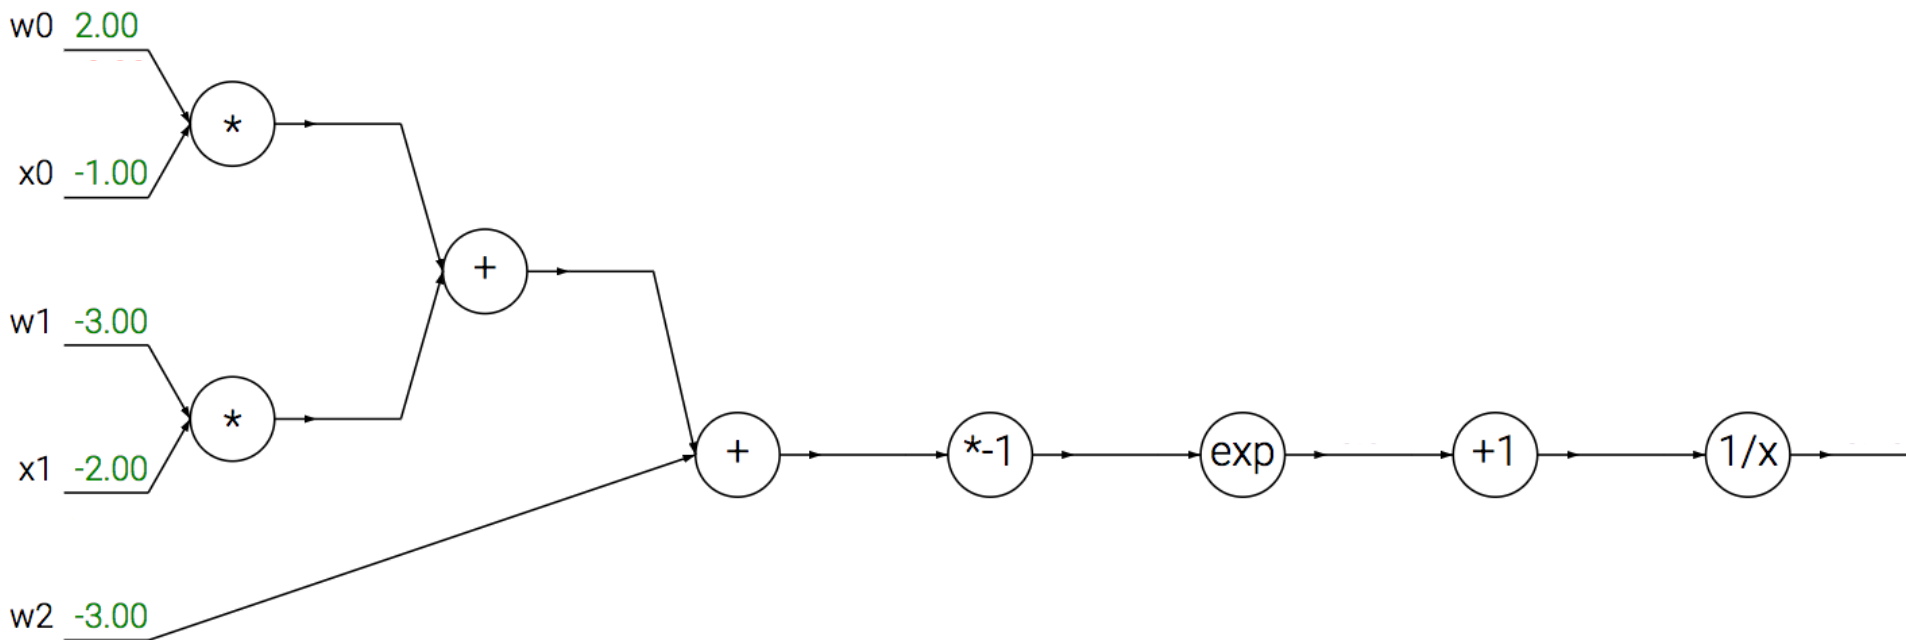 w0 2.00
*
x0 -1.00
+
w1 -3.00
*
x1 -2.00
+ *-1 exp +1 1/x
w2 -3.00